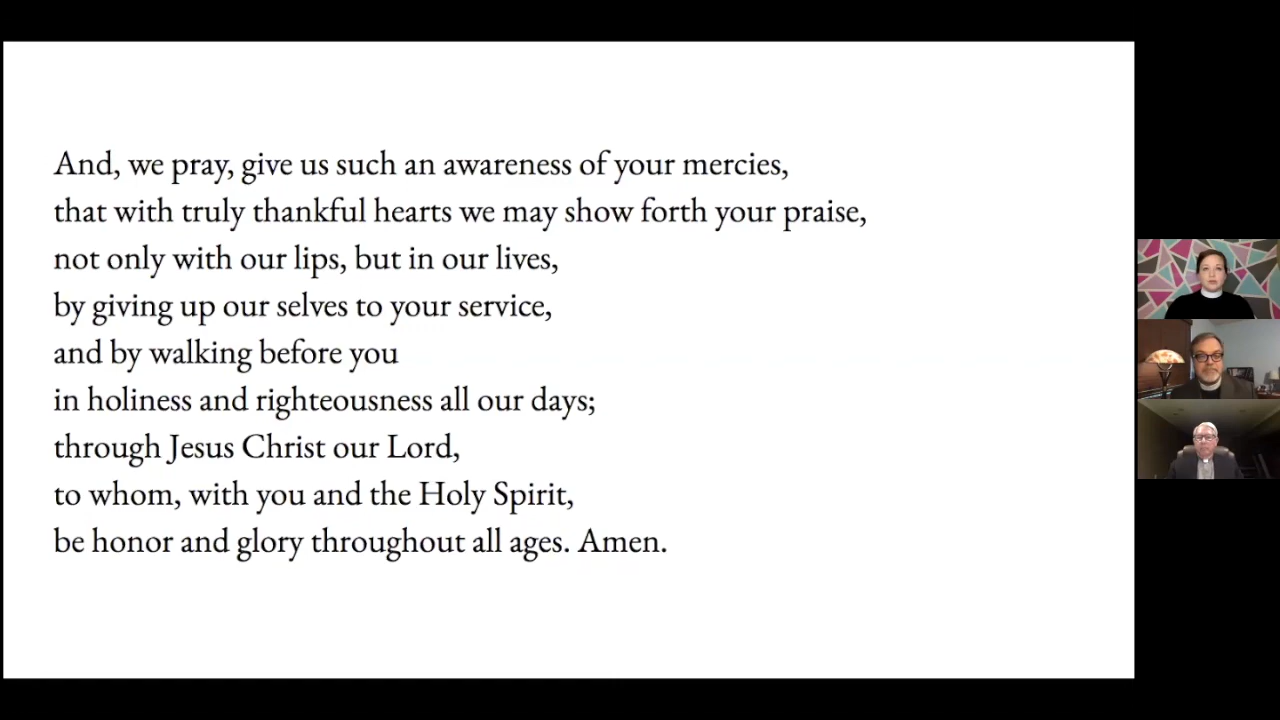 And, we pray, give us such an awareness of your mercies,
that with truly thankful hearts we may show forth your praise,
not only with our lips, but in our lives,
by giving up our selves to your service,
and by walking before you
in holiness and righteousness all our days;
through Jesus Christ our Lord,
to whom, with you and the Holy Spirit,
be honor and glory throughout all ages. Amen.